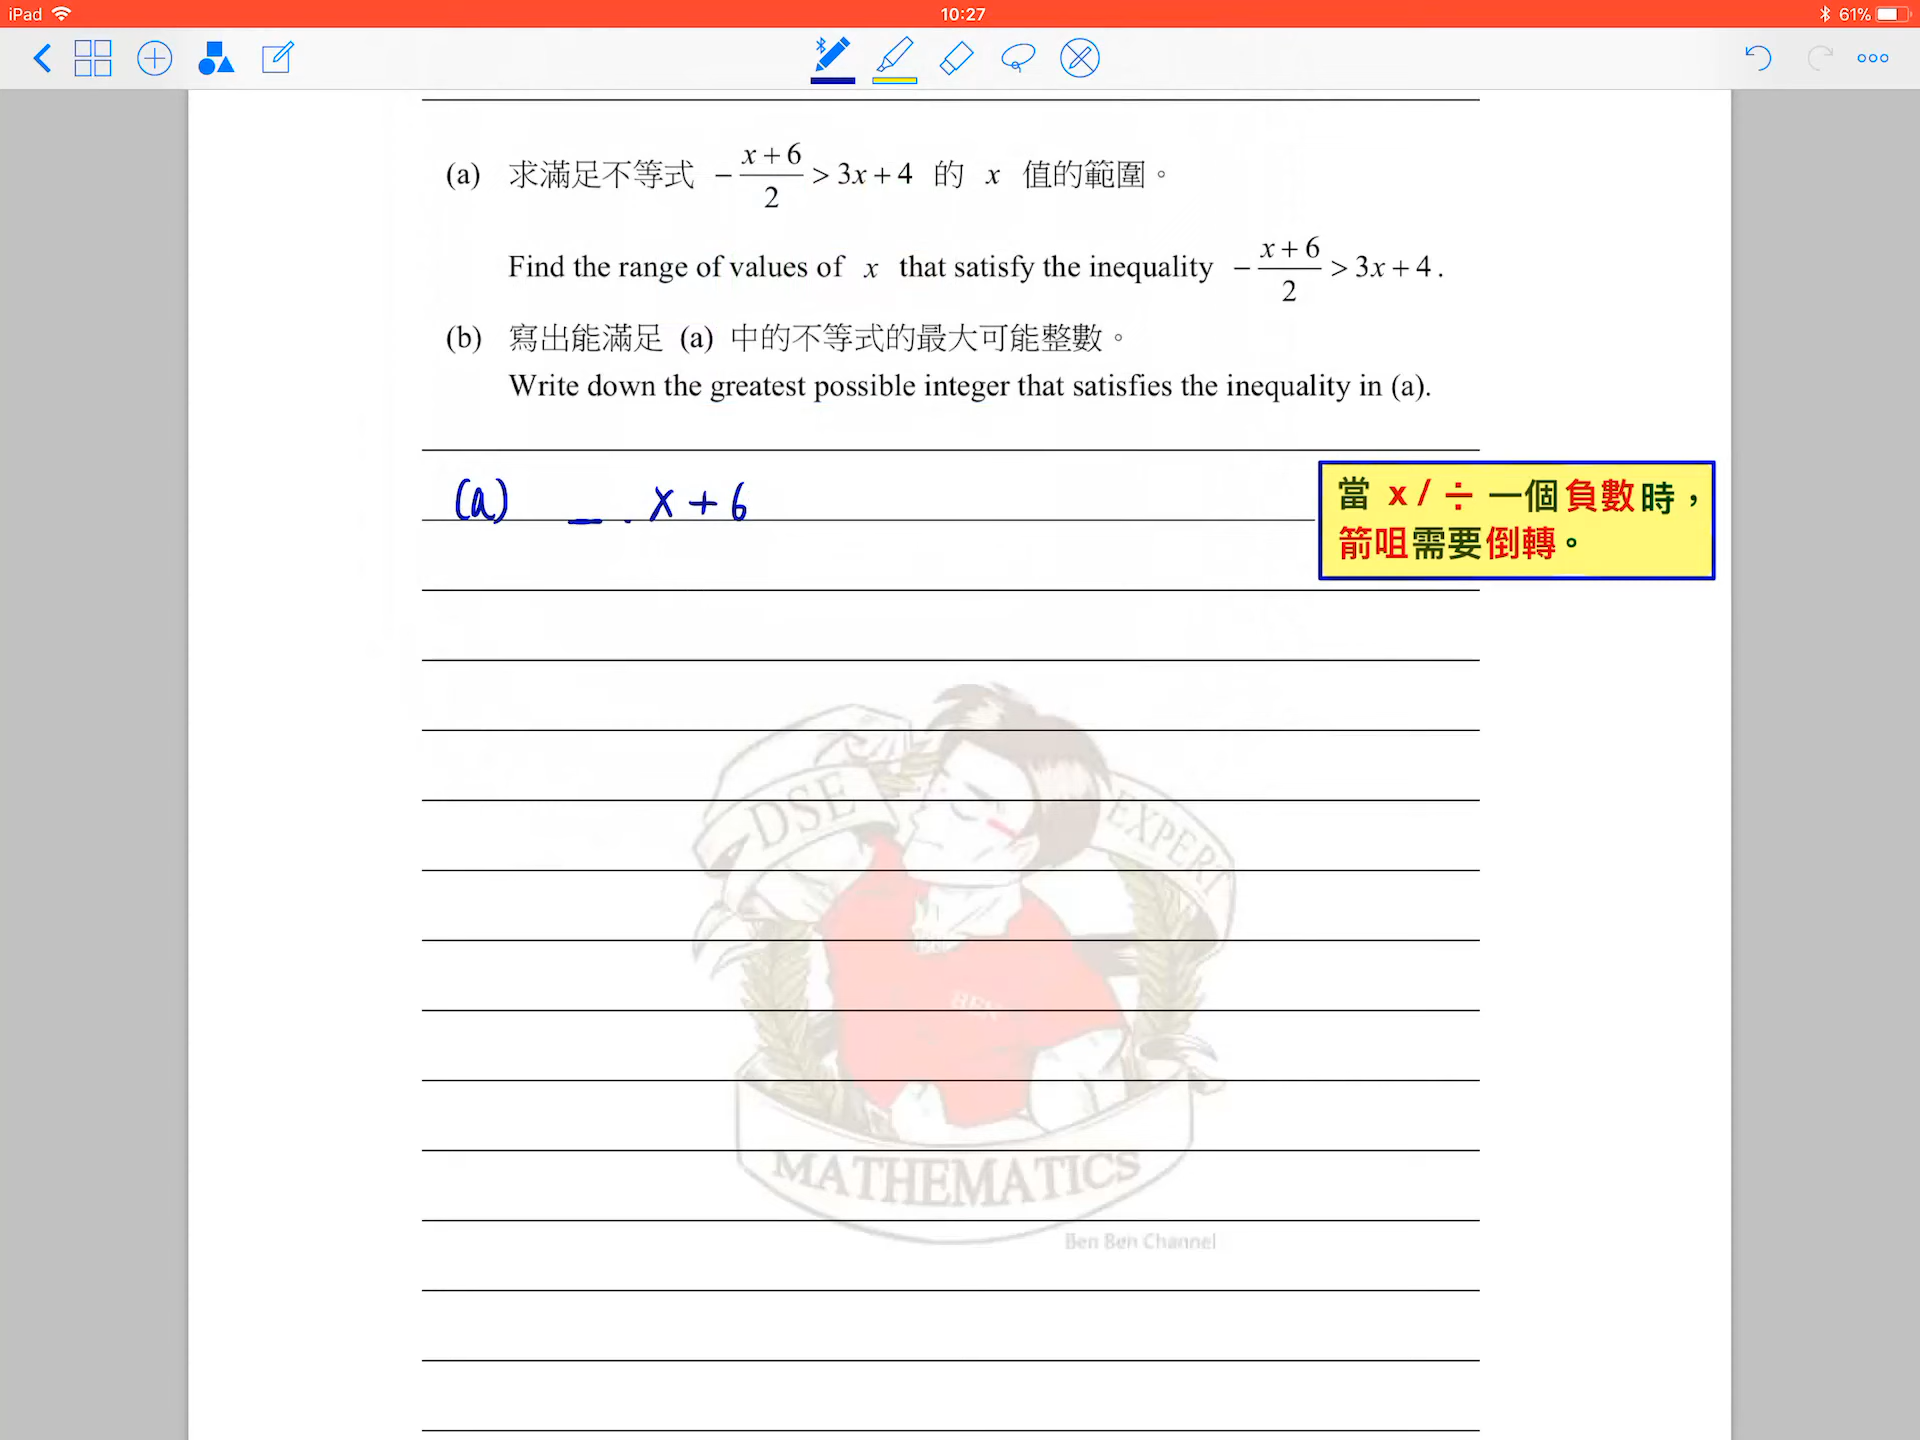 iPad 10:27 61%
(a) 求滿足不等式 -\frac{x+6}{2} > 3x+4 的 x 值的範圍。
Find the range of values of x that satisfy the inequality -\frac{x+6}{2} > 3x+4.
(b) 寫出能滿足 (a) 中的不等式的最大可能整數。
Write down the greatest possible integer that satisfies the inequality in (a).
(a) — . x + 6
當 x / ÷ 一個負數時，
箭咀需要倒轉。
DSE EXPERT
BEN
MATHEMATICS
Ben Ben Channel